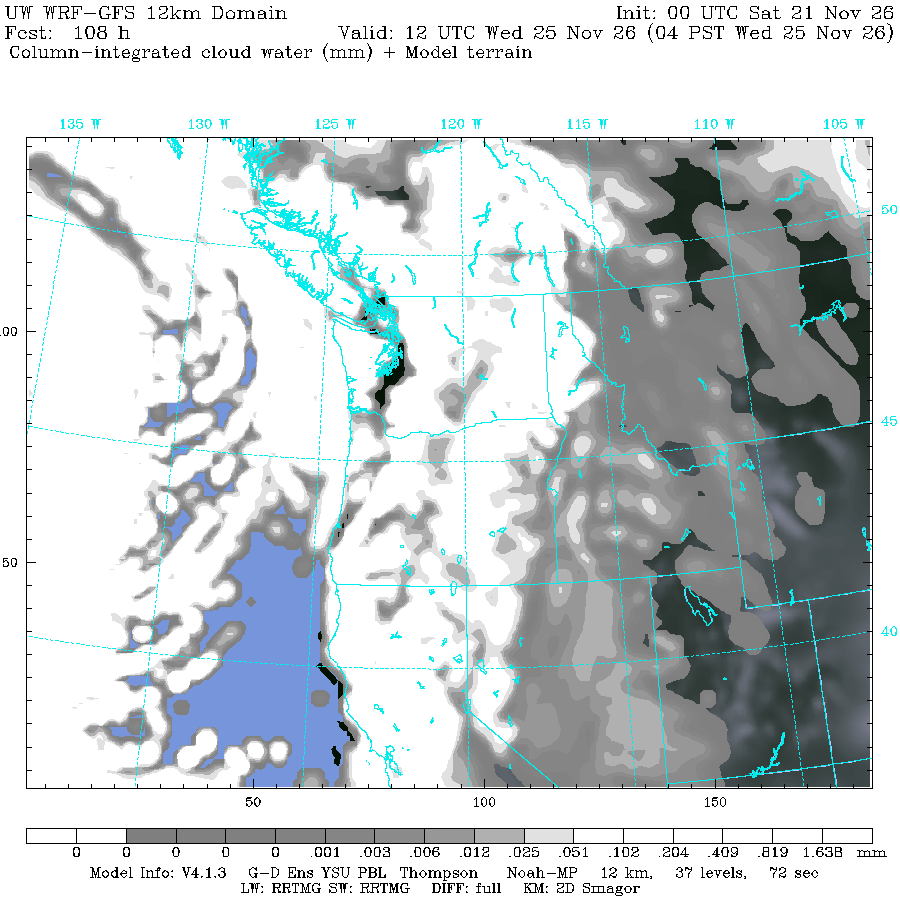 UW WRF-GFS 12km Domain Init: 00 UTC Sat 21 Nov 26
Fcst: 108 h Valid: 12 UTC Wed 25 Nov 26 (04 PST Wed 25 Nov 26)
Column-integrated cloud water (mm) + Model terrain
135 W 130 W 125 W 120 W 115 W 110 W 105 W
50
00
45
50
40
50 100 150
0 0 0 0 .001 .003 .006 .012 .025 .051 .102 .204 .409 .819 1.638 mm
Model Info: V4.1.3 G-D Ens YSU PBL Thompson Noah-MP 12 km, 37 levels, 72 sec
LW: RRTMG SW: RRTMG DIFF: full KM: 2D Smagor